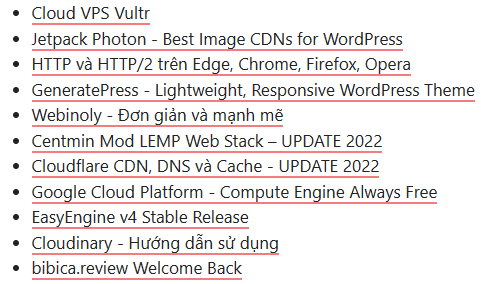 Cloud VPS Vultr
Jetpack Photon - Best Image CDNs for WordPress
HTTP và HTTP/2 trên Edge, Chrome, Firefox, Opera
GeneratePress - Lightweight, Responsive WordPress Theme
Webinoly - Đơn giản và mạnh mẽ
Centmin Mod LEMP Web Stack – UPDATE 2022
Cloudflare CDN, DNS và Cache - UPDATE 2022
Google Cloud Platform - Compute Engine Always Free
EasyEngine v4 Stable Release
Cloudinary - Hướng dẫn sử dụng
bibica.review Welcome Back